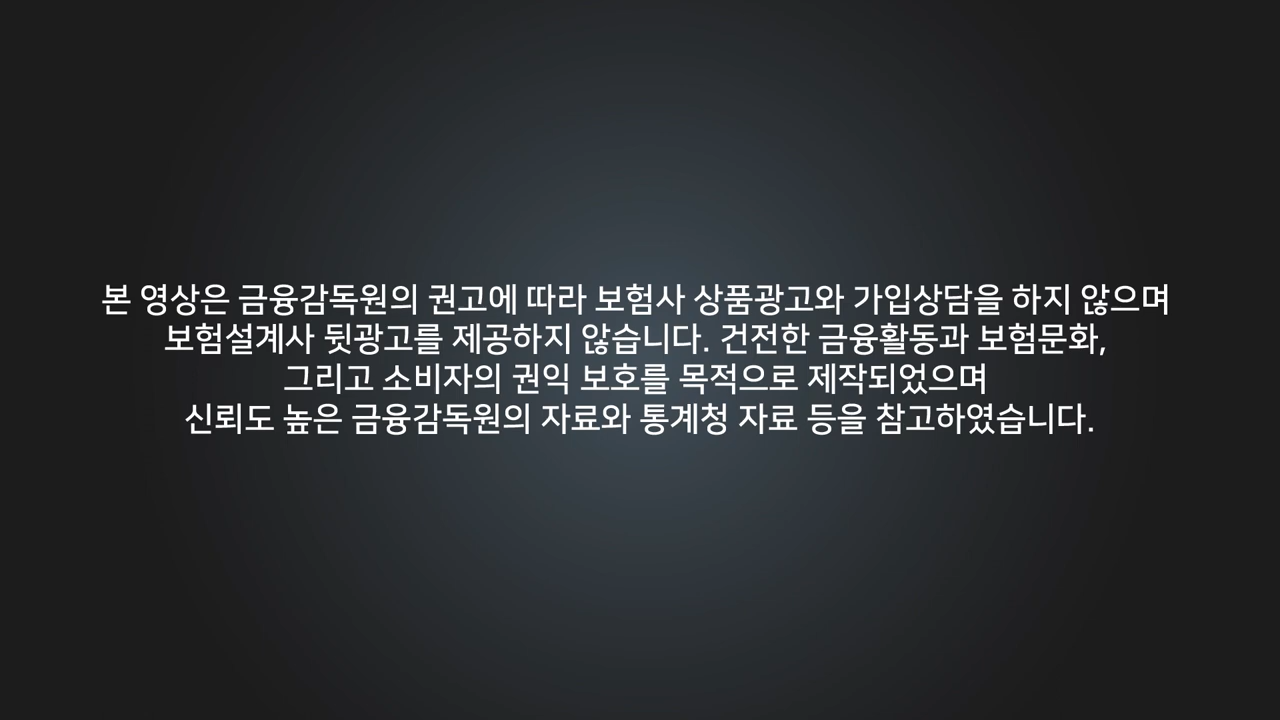 본 영상은 금융감독원의 권고에 따라 보험사 상품광고와 가입상담을 하지 않으며
보험설계사 뒷광고를 제공하지 않습니다. 건전한 금융활동과 보험문화,
그리고 소비자의 권익 보호를 목적으로 제작되었으며
신뢰도 높은 금융감독원의 자료와 통계청 자료 등을 참고하였습니다.